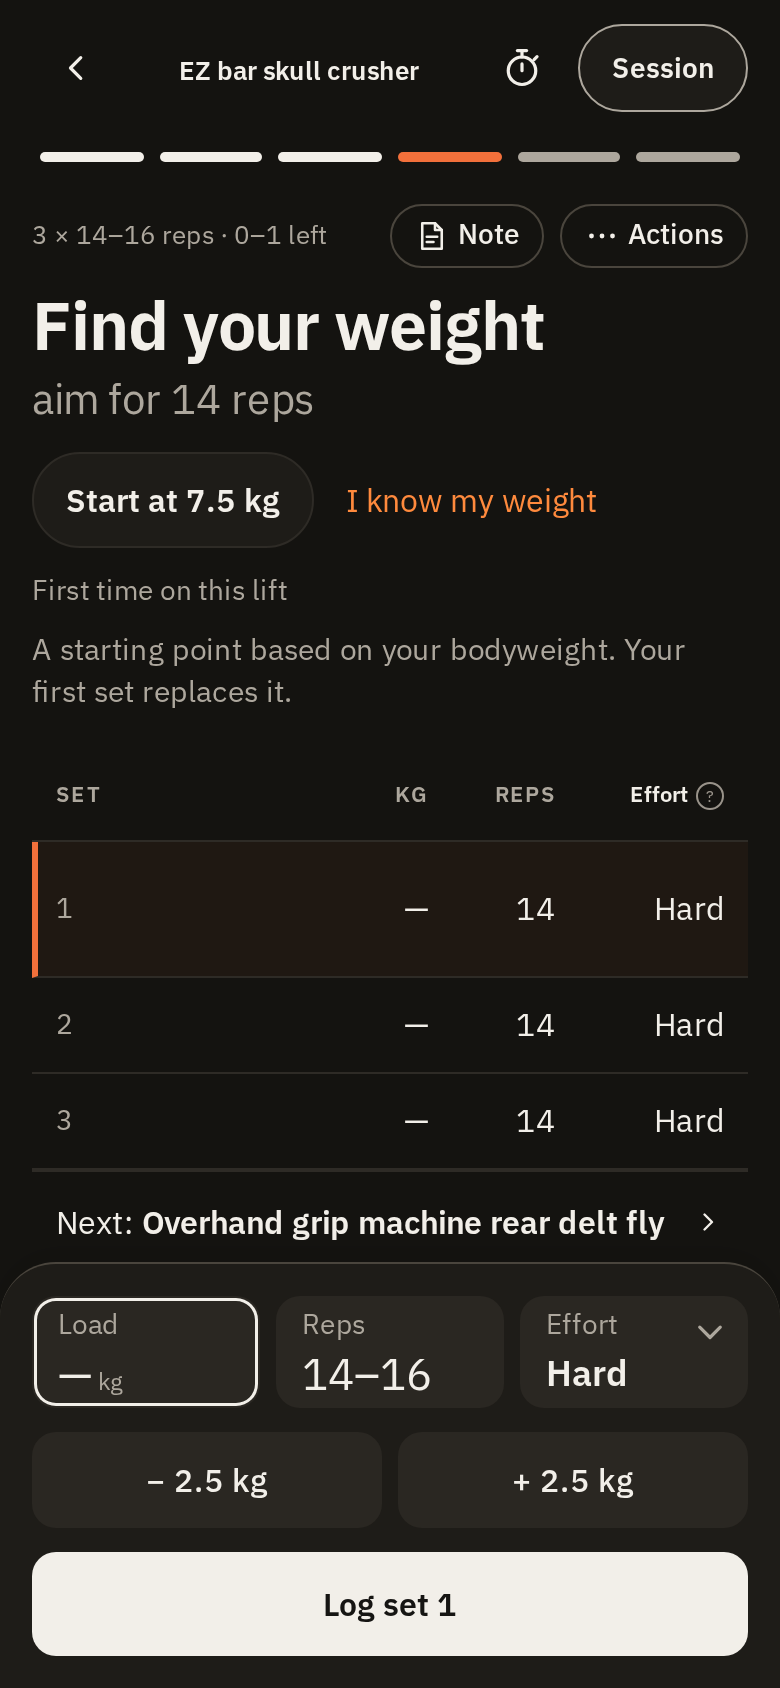 EZ bar skull crusher
Session
3 × 14–16 reps · 0–1 left
Note
Actions
Find your weight
aim for 14 reps
Start at 7.5 kg
I know my weight
First time on this lift
A starting point based on your bodyweight. Your
first set replaces it.
SET KG REPS Effort ?
1 — 14 Hard
2 — 14 Hard
3 — 14 Hard
Next: Overhand grip machine rear delt fly
Load Reps Effort
— kg 14–16 Hard
− 2.5 kg + 2.5 kg
Log set 1